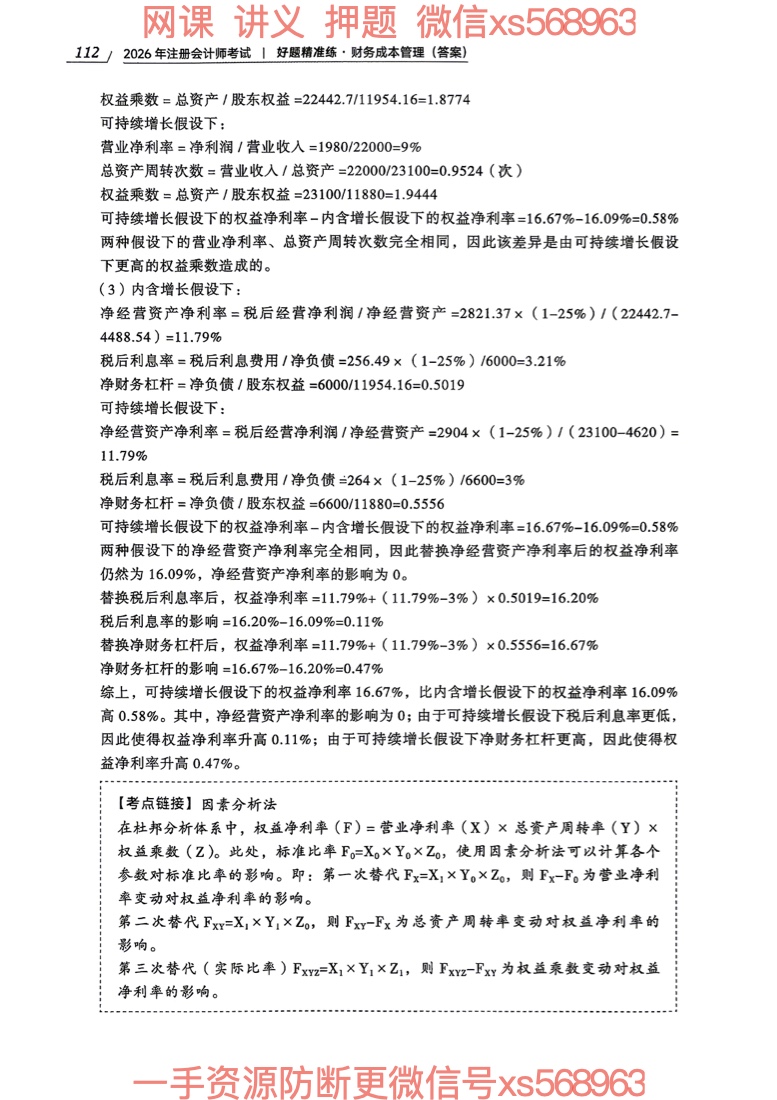 网课 讲义 押题 微信xs568963
112 / 2026 年注册会计师考试 | 好题精准练·财务成本管理（答案）
权益乘数 = 总资产 / 股东权益 =22442.7/11954.16=1.8774
可持续增长假设下：
营业净利率 = 净利润 / 营业收入 =1980/22000=9%
总资产周转次数 = 营业收入 / 总资产 =22000/23100=0.9524（次）
权益乘数 = 总资产 / 股东权益 =23100/11880=1.9444
可持续增长假设下的权益净利率－内含增长假设下的权益净利率=16.67%-16.09%=0.58%
两种假设下的营业净利率、总资产周转次数完全相同，因此该差异是由可持续增长假设
下更高的权益乘数造成的。
（3）内含增长假设下：
净经营资产净利率 = 税后经营净利润 / 净经营资产 =2821.37×（1-25%）/（22442.7-
4488.54）=11.79%
税后利息率 = 税后利息费用 / 净负债 =256.49×（1-25%）/6000=3.21%
净财务杠杆 = 净负债 / 股东权益 =6000/11954.16=0.5019
可持续增长假设下：
净经营资产净利率 = 税后经营净利润 / 净经营资产 =2904×（1-25%）/（23100-4620）=
11.79%
税后利息率 = 税后利息费用 / 净负债 =264×（1-25%）/6600=3%
净财务杠杆 = 净负债 / 股东权益 =6600/11880=0.5556
可持续增长假设下的权益净利率－内含增长假设下的权益净利率=16.67%-16.09%=0.58%
两种假设下的净经营资产净利率完全相同，因此替换净经营资产净利率后的权益净利率
仍然为 16.09%，净经营资产净利率的影响为 0。
替换税后利息率后，权益净利率 =11.79%+（11.79%-3%）×0.5019=16.20%
税后利息率的影响 =16.20%-16.09%=0.11%
替换净财务杠杆后，权益净利率 =11.79%+（11.79%-3%）×0.5556=16.67%
净财务杠杆的影响 =16.67%-16.20%=0.47%
综上，可持续增长假设下的权益净利率 16.67%，比内含增长假设下的权益净利率 16.09%
高 0.58%。其中，净经营资产净利率的影响为 0；由于可持续增长假设下税后利息率更低，
因此使得权益净利率升高 0.11%；由于可持续增长假设下净财务杠杆更高，因此使得权
益净利率升高 0.47%。
【考点链接】因素分析法
在杜邦分析体系中，权益净利率（F）= 营业净利率（X）× 总资产周转率（Y）×
权益乘数（Z）。此处，标准比率 F₀=X₀×Y₀×Z₀，使用因素分析法可以计算各个
参数对标准比率的影响。即：第一次替代 Fₓ=X₁×Y₀×Z₀，则 Fₓ-F₀ 为营业净利
率变动对权益净利率的影响。
第二次替代 FXY=X₁×Y₁×Z₀，则 FXY-FX 为总资产周转率变动对权益净利率的
影响。
第三次替代（实际比率）FXYZ=X₁×Y₁×Z₁，则 FXYZ-FXY 为权益乘数变动对权益
净利率的影响。
一手资源防断更微信号xs568963